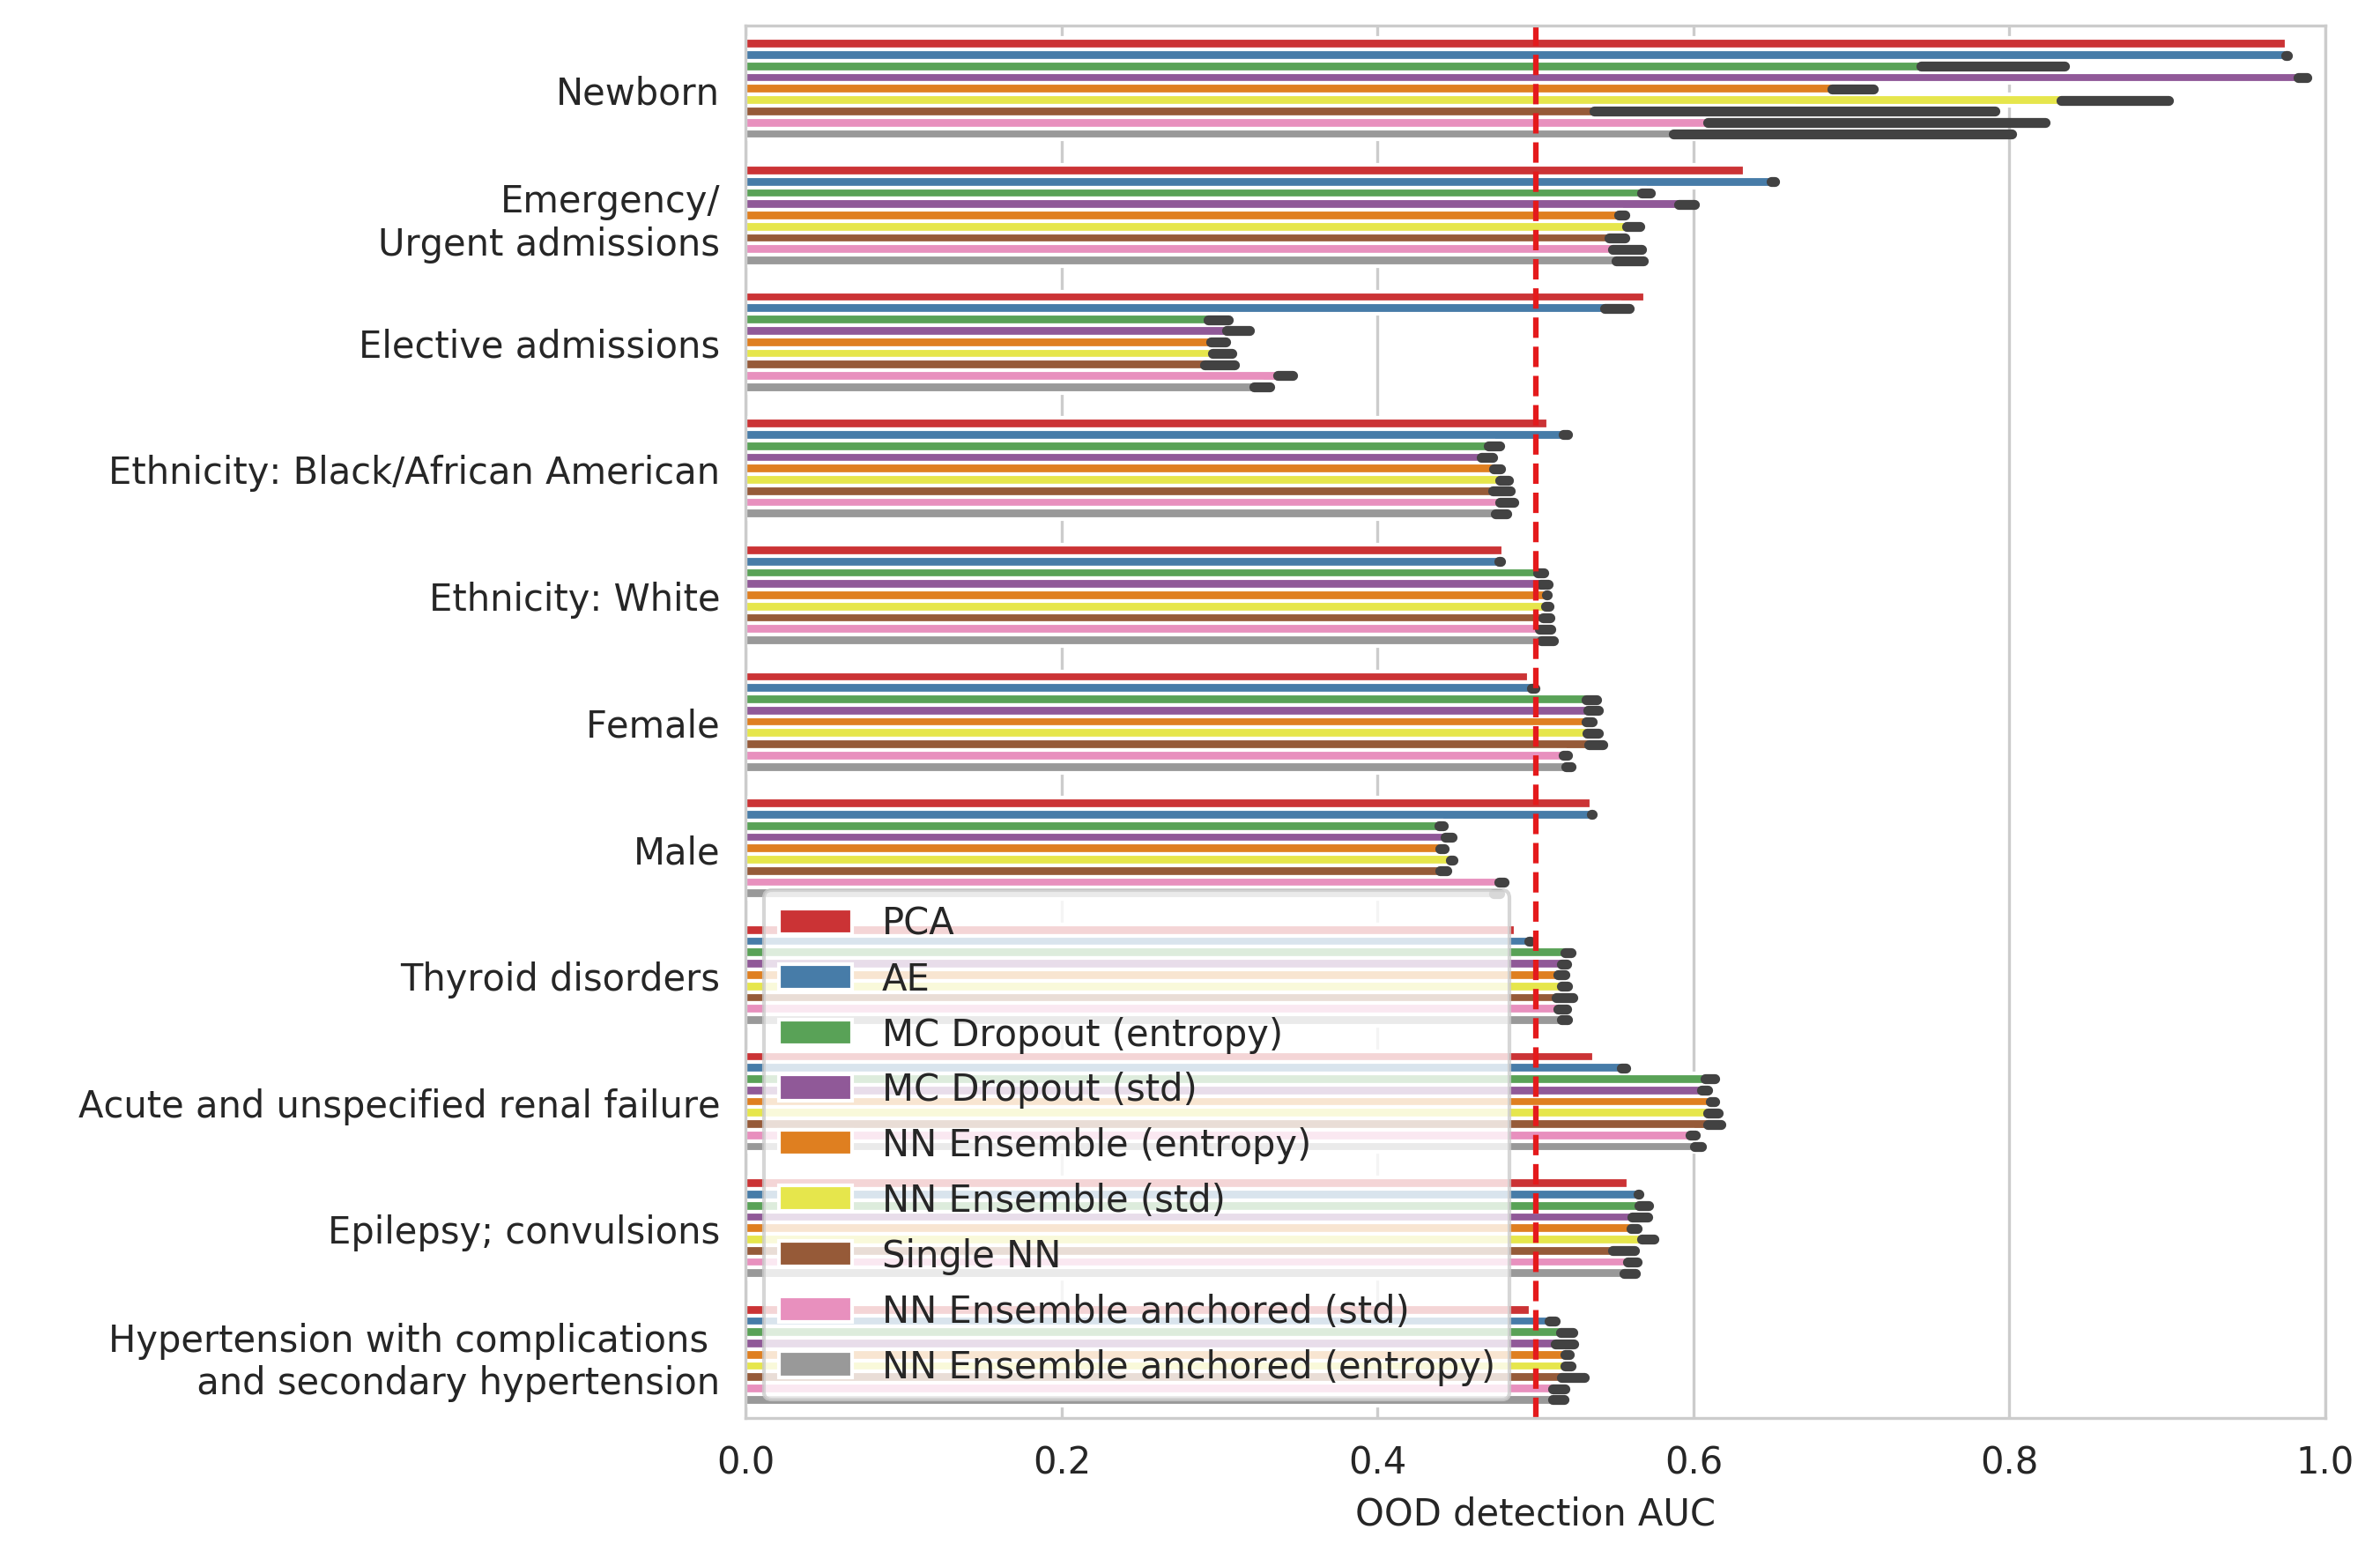 Newborn
Emergency/
Urgent admissions
Elective admissions
Ethnicity: Black/African American
Ethnicity: White
Female
Male
Thyroid disorders
Acute and unspecified renal failure
Epilepsy; convulsions
Hypertension with complications
and secondary hypertension
PCA
AE
MC Dropout (entropy)
MC Dropout (std)
NN Ensemble (entropy)
NN Ensemble (std)
Single NN
NN Ensemble anchored (std)
NN Ensemble anchored (entropy)
0.0 0.2 0.4 0.6 0.8 1.0
OOD detection AUC